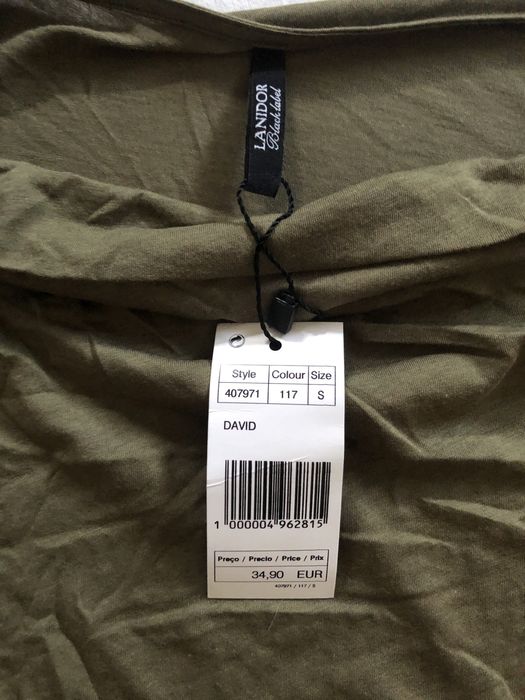 LANIDOR
Black label
Style Colour Size
407971 117 S
DAVID
1 000004 962815
Preço / Precio / Price / Prix
34,90 EUR
407971 / 117 / S